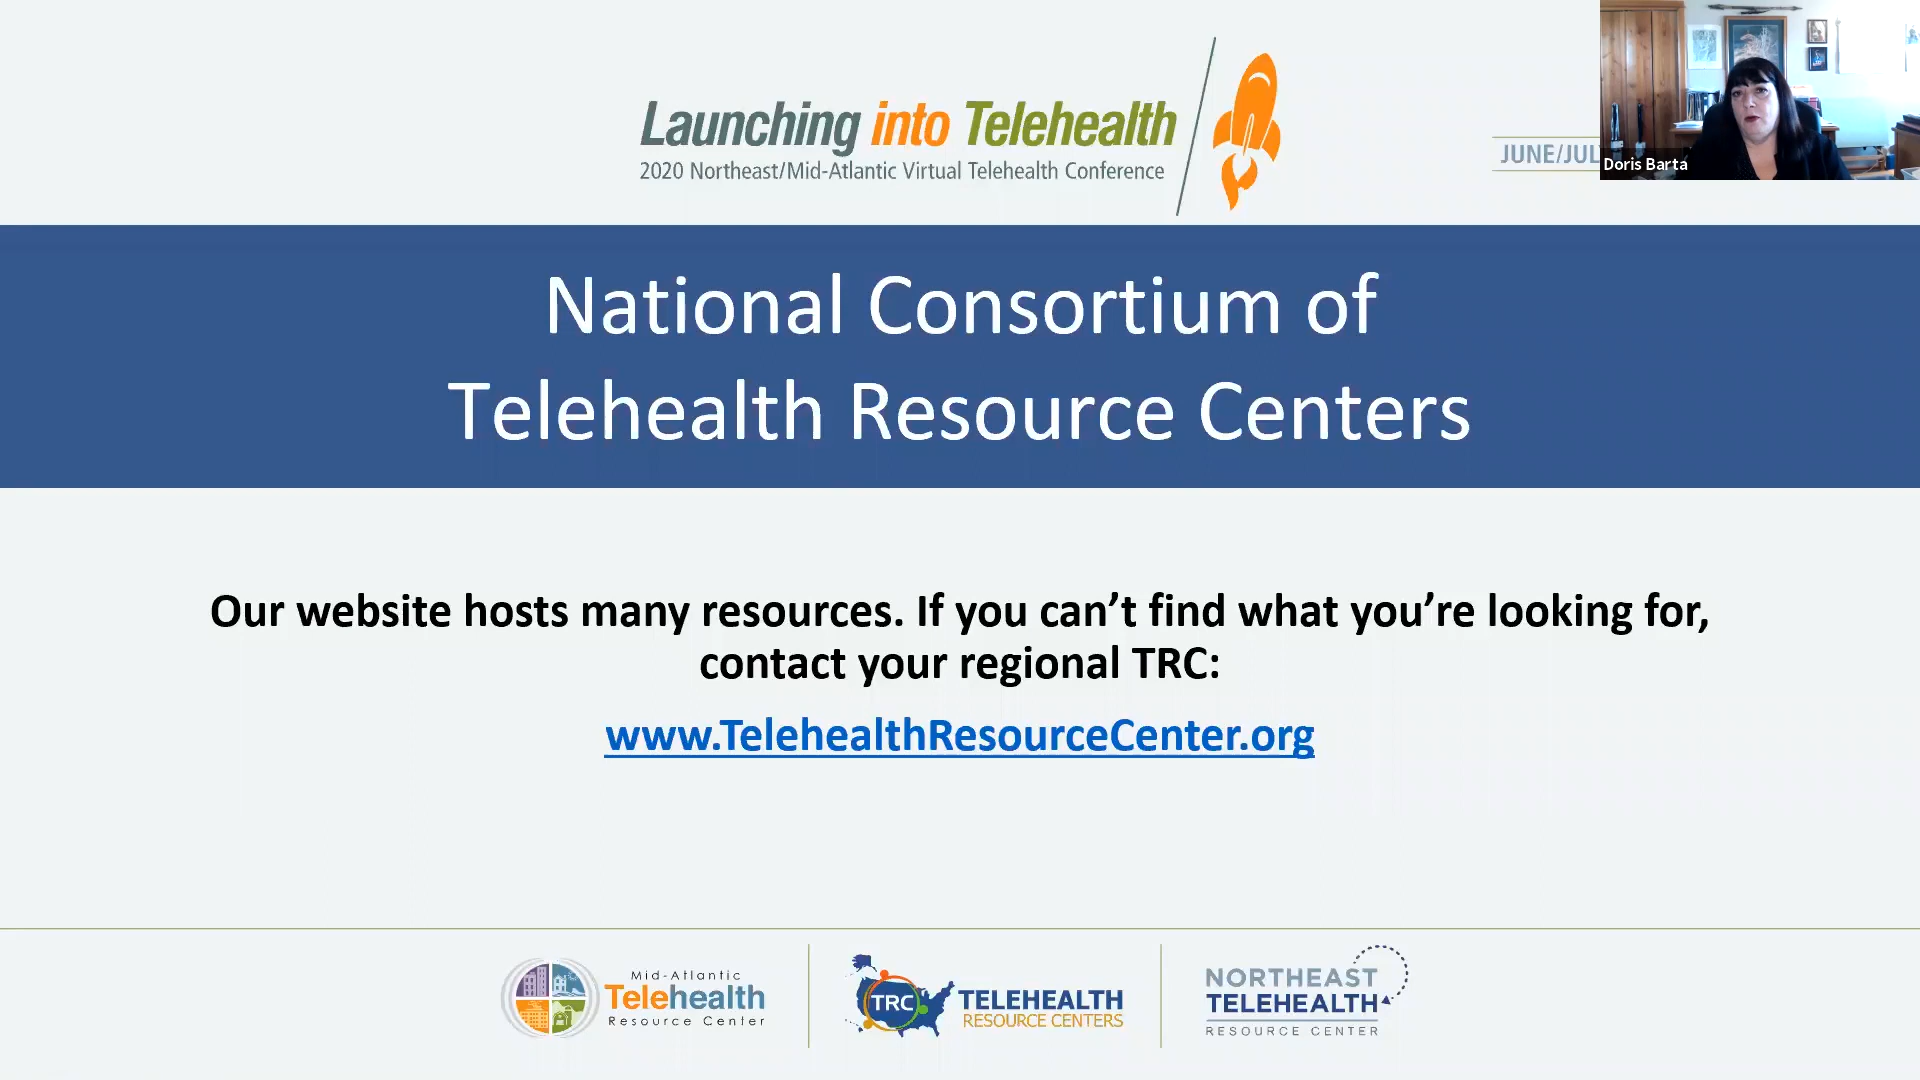 Launching into Telehealth
2020 Northeast/Mid-Atlantic Virtual Telehealth Conference
Doris Barta
National Consortium of
Telehealth Resource Centers
Our website hosts many resources. If you can’t find what you’re looking for,
contact your regional TRC:
www.TelehealthResourceCenter.org
Mid-Atlantic
Telehealth
Resource Center
TRC
TELEHEALTH
RESOURCE CENTERS
NORTHEAST
TELEHEALTH
RESOURCE CENTER